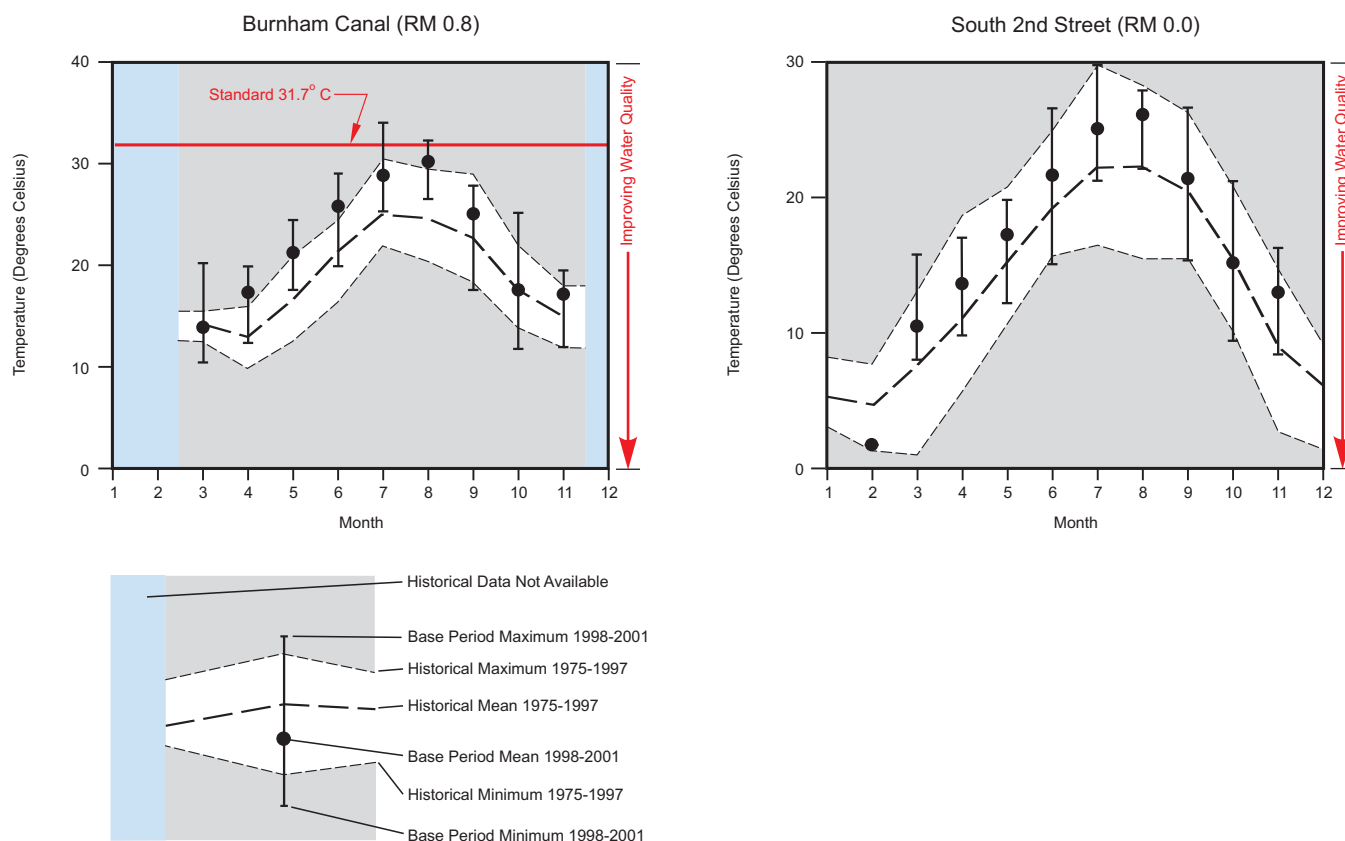 Burnham Canal (RM 0.8)
40
30
20
10
0
Temperature (Degrees Celsius)
Standard 31.7° C
Improving Water Quality
1 2 3 4 5 6 7 8 9 10 11 12
Month
South 2nd Street (RM 0.0)
30
20
10
0
Temperature (Degrees Celsius)
Improving Water Quality
1 2 3 4 5 6 7 8 9 10 11 12
Month
Historical Data Not Available
Base Period Maximum 1998-2001
Historical Maximum 1975-1997
Historical Mean 1975-1997
Base Period Mean 1998-2001
Historical Minimum 1975-1997
Base Period Minimum 1998-2001